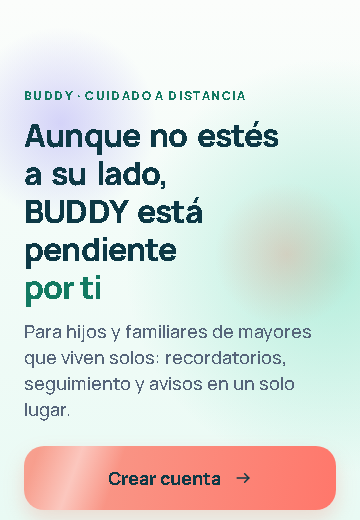 BUDDY · CUIDADO A DISTANCIA
Aunque no estés
a su lado,
BUDDY está
pendiente
por ti
Para hijos y familiares de mayores
que viven solos: recordatorios,
seguimiento y avisos en un solo
lugar.
Crear cuenta →